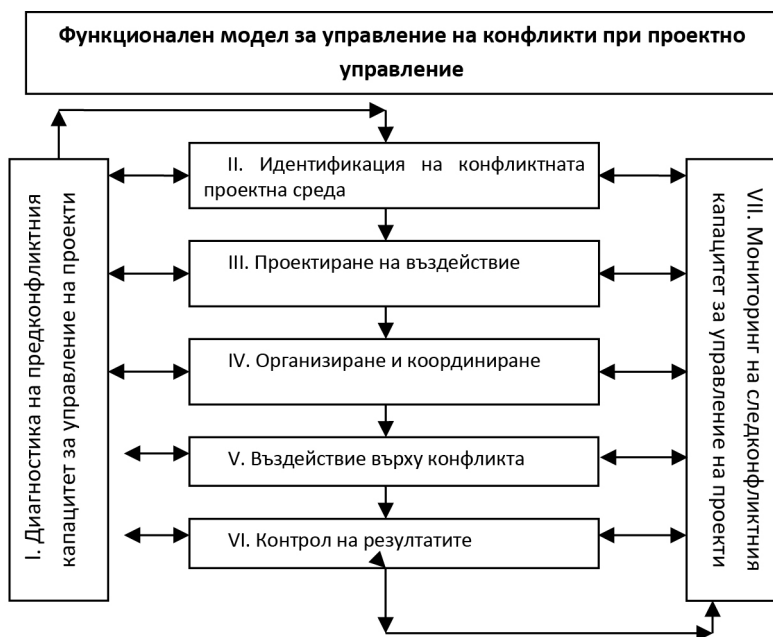 Функционален модел за управление на конфликти при проектно
управление
I. Диагностика на предконфликтния
капацитет за управление на проекти
II. Идентификация на конфликтната
проектна среда
III. Проектиране на въздействие
IV. Организиране и координиране
V. Въздействие върху конфликта
VI. Контрол на резултатите
VII. Мониторинг на следконфликтния
капацитет за управление на проекти